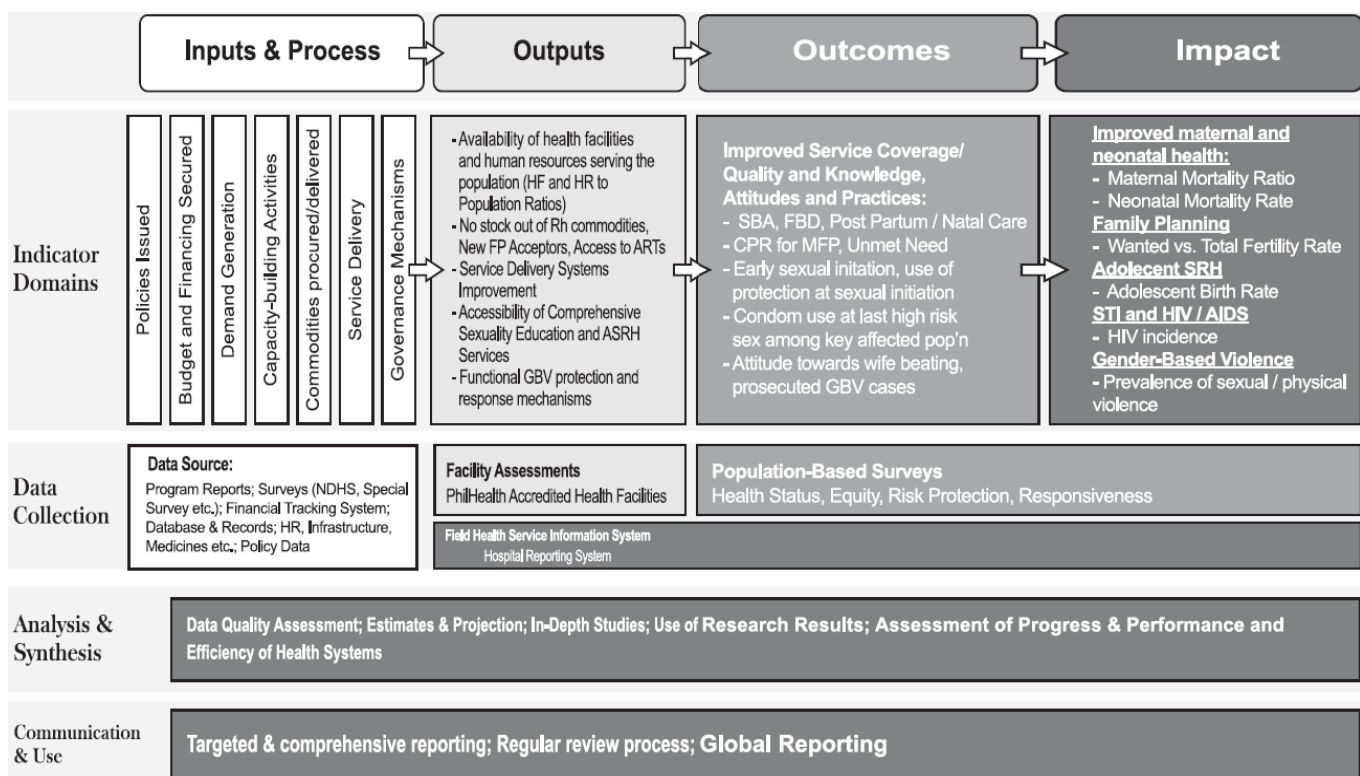 Inputs & Process
Outputs
Outcomes
Impact
Indicator
Domains
Policies Issued
Budget and Financing Secured
Demand Generation
Capacity-building Activities
Commodities procured/delivered
Service Delivery
Governance Mechanisms
- Availability of health facilities
and human resources serving the
population (HF and HR to
Population Ratios)
- No stock out of Rh commodities,
New FP Acceptors, Access to ARTs
- Service Delivery Systems
Improvement
- Accessibility of Comprehensive
Sexuality Education and ASRH
Services
- Functional GBV protection and
response mechanisms
Improved Service Coverage/
Quality and Knowledge,
Attitudes and Practices:
- SBA, FBD, Post Partum / Natal Care
- CPR for MFP, Unmet Need
- Early sexual initation, use of
protection at sexual initiation
- Condom use at last high risk
sex among key affected pop'n
- Attitude towards wife beating,
prosecuted GBV cases
Improved maternal and
neonatal health:
- Maternal Mortality Ratio
- Neonatal Mortality Rate
Family Planning
- Wanted vs. Total Fertility Rate
Adolecent SRH
- Adolescent Birth Rate
STI and HIV / AIDS
- HIV incidence
Gender-Based Violence
- Prevalence of sexual / physical
violence
Data
Collection
Data Source:
Program Reports; Surveys (NDHS, Special
Survey etc.); Financial Tracking System;
Database & Records; HR, Infrastructure,
Medicines etc.; Policy Data
Facility Assessments
PhilHealth Accredited Health Facilities
Population-Based Surveys
Health Status, Equity, Risk Protection, Responsiveness
Field Health Service Information System
Hospital Reporting System
Analysis &
Synthesis
Data Quality Assessment; Estimates & Projection; In-Depth Studies; Use of Research Results; Assessment of Progress & Performance and
Efficiency of Health Systems
Communication
& Use
Targeted & comprehensive reporting; Regular review process; Global Reporting